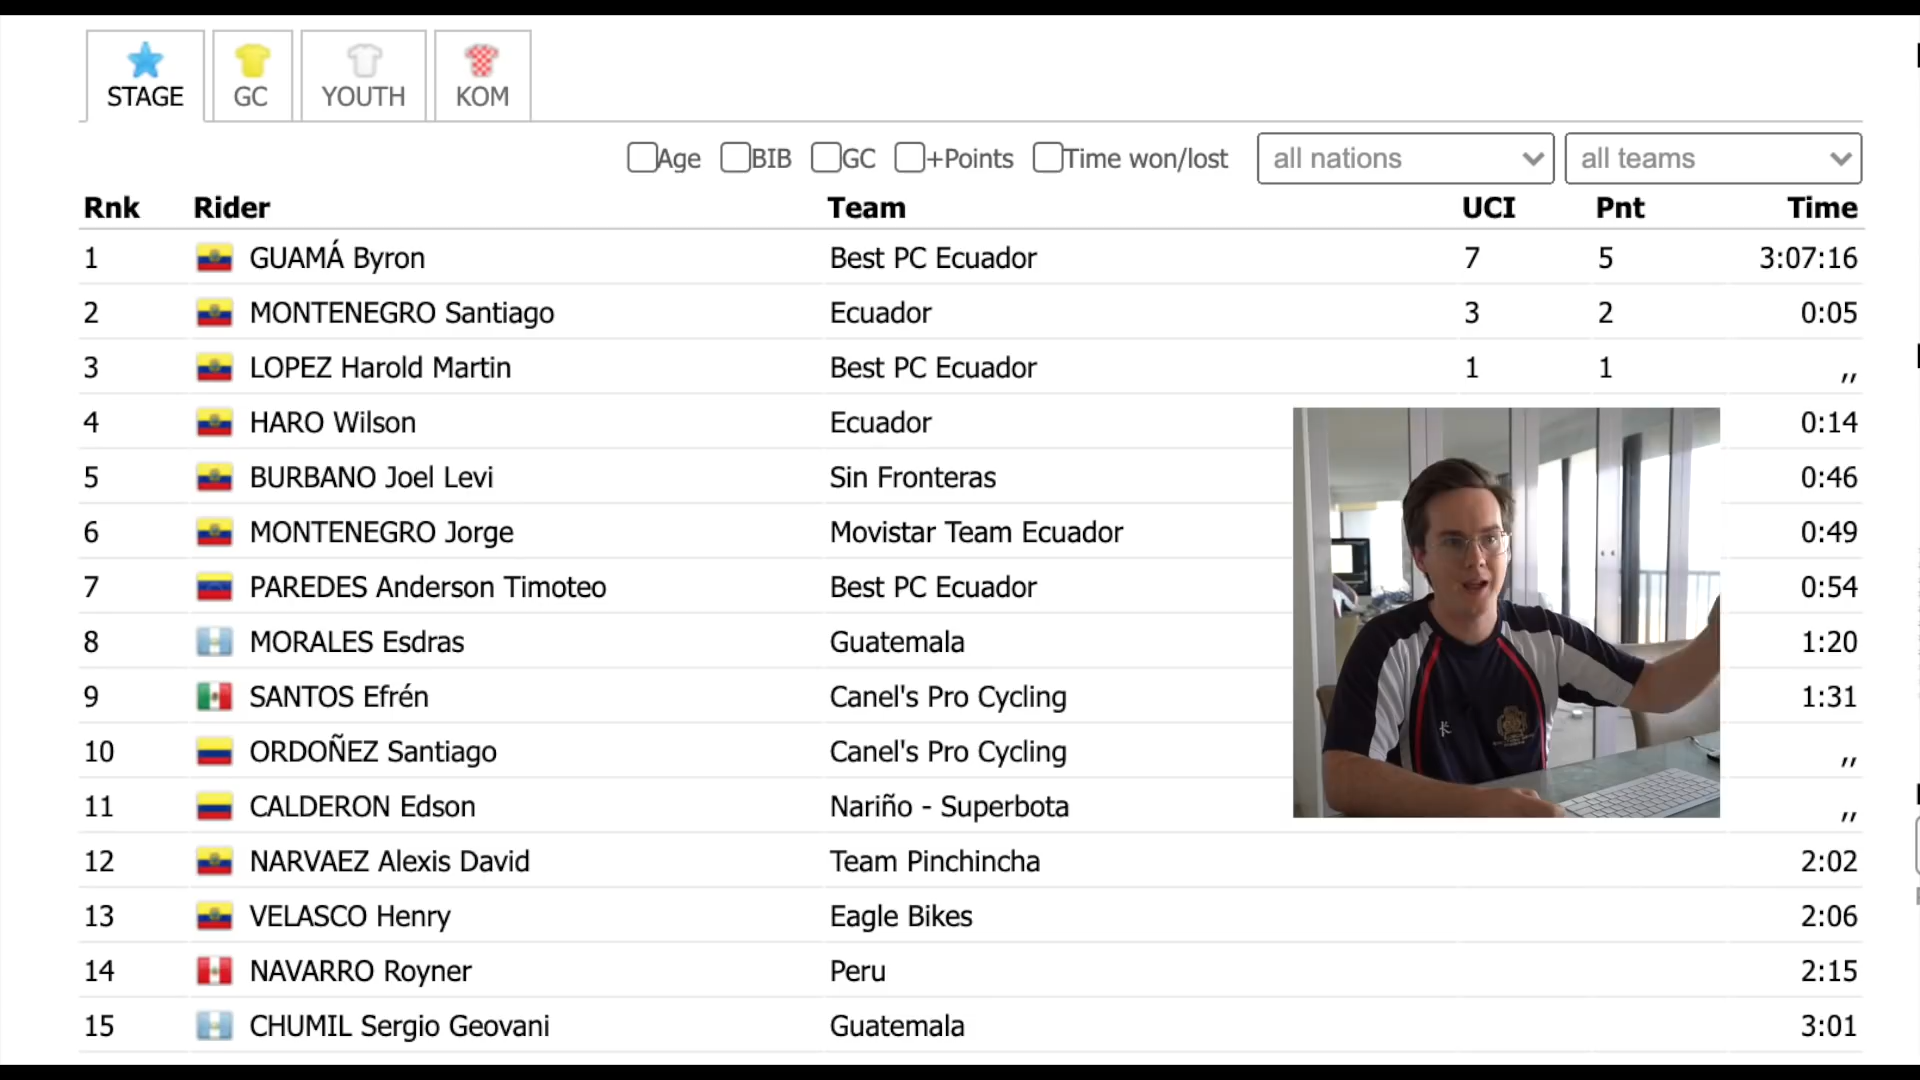 STAGE GC YOUTH KOM
Age BIB GC +Points Time won/lost all nations all teams
Rnk Rider Team UCI Pnt Time
1 GUAMÁ Byron Best PC Ecuador 7 5 3:07:16
2 MONTENEGRO Santiago Ecuador 3 2 0:05
3 LOPEZ Harold Martin Best PC Ecuador 1 1 ,,
4 HARO Wilson Ecuador 0:14
5 BURBANO Joel Levi Sin Fronteras 0:46
6 MONTENEGRO Jorge Movistar Team Ecuador 0:49
7 PAREDES Anderson Timoteo Best PC Ecuador 0:54
8 MORALES Esdras Guatemala 1:20
9 SANTOS Efrén Canel's Pro Cycling 1:31
10 ORDOÑEZ Santiago Canel's Pro Cycling ,,
11 CALDERON Edson Nariño - Superbota ,,
12 NARVAEZ Alexis David Team Pinchincha 2:02
13 VELASCO Henry Eagle Bikes 2:06
14 NAVARRO Royner Peru 2:15
15 CHUMIL Sergio Geovani Guatemala 3:01